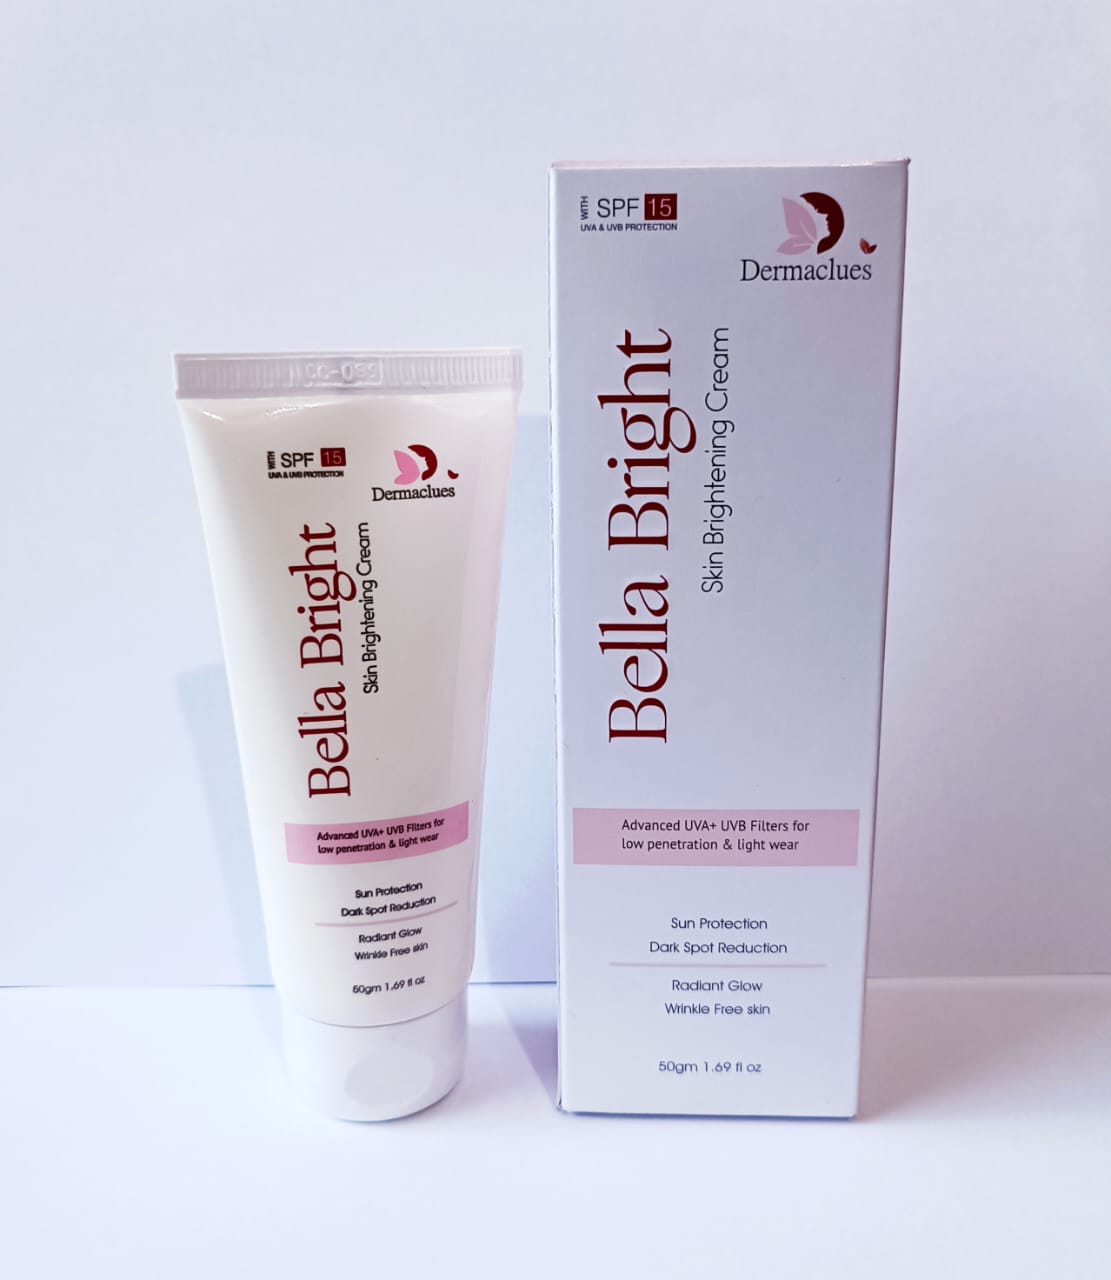 CC-089
WITH SPF 15
UVA & UVB PROTECTION
Dermaclues
Bella Bright
Skin Brightening Cream
Advanced UVA+ UVB Filters for
low penetration & light wear
Sun Protection
Dark Spot Reduction
Radiant Glow
Wrinkle Free skin
50gm 1.69 fl oz
WITH SPF 15
UVA & UVB PROTECTION
Dermaclues
Bella Bright
Skin Brightening Cream
Advanced UVA+ UVB Filters for
low penetration & light wear
Sun Protection
Dark Spot Reduction
Radiant Glow
Wrinkle Free skin
50gm 1.69 fl oz